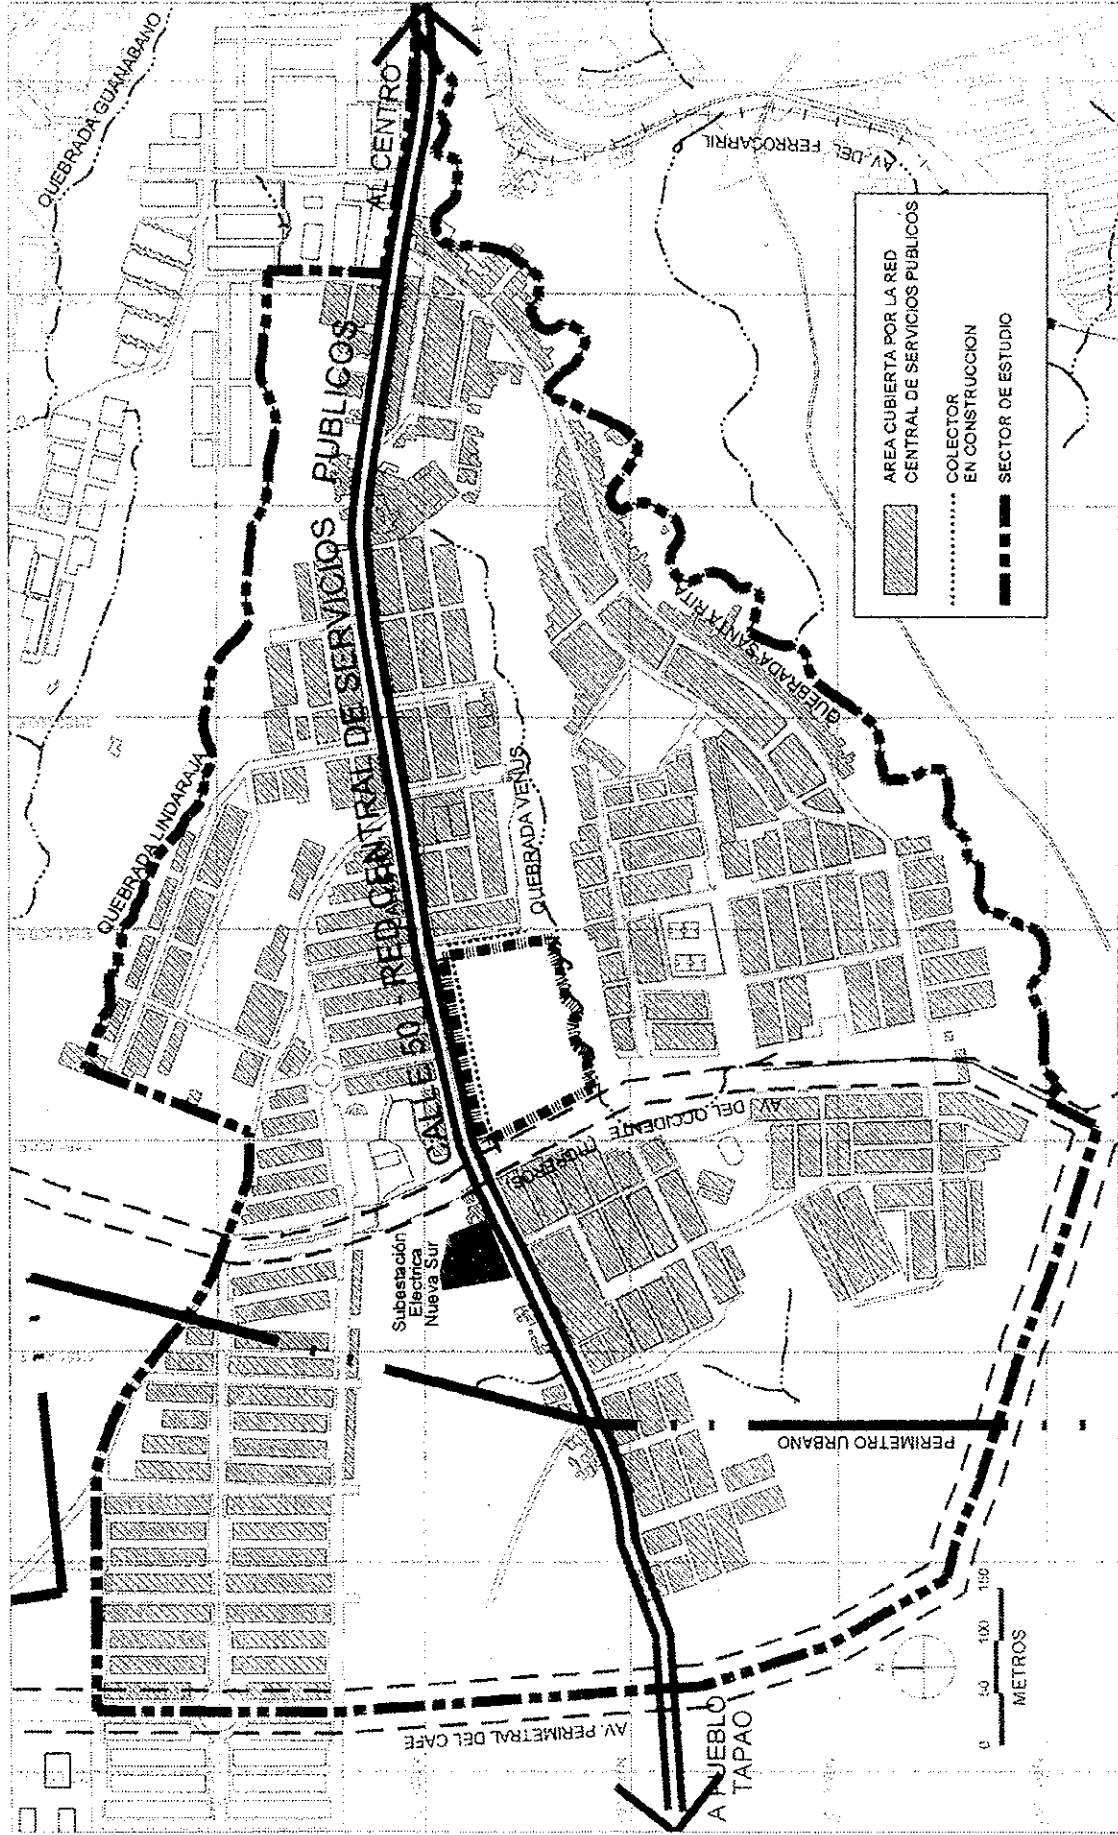 QUEBRADA GUANABANO
AL CENTRO
AV. DEL FERROCARRIL
QUEBRADA LINDARAJA
CALLE 50 - RED CENTRAL DE SERVICIOS PUBLICOS
QUEBRADA VENUS
QUEBRADA SANTA RITA
AV. DEL OCCIDENTE
(TIGREROS)
Subestación
Electrica
Nueva Sur
PERIMETRO URBANO
AV. PERIMETRAL DEL CAFE
A PUEBLO
TAPAO
AREA CUBIERTA POR LA RED
CENTRAL DE SERVICIOS PUBLICOS
COLECTOR
EN CONSTRUCCION
SECTOR DE ESTUDIO
N
0 50 100 150
METROS